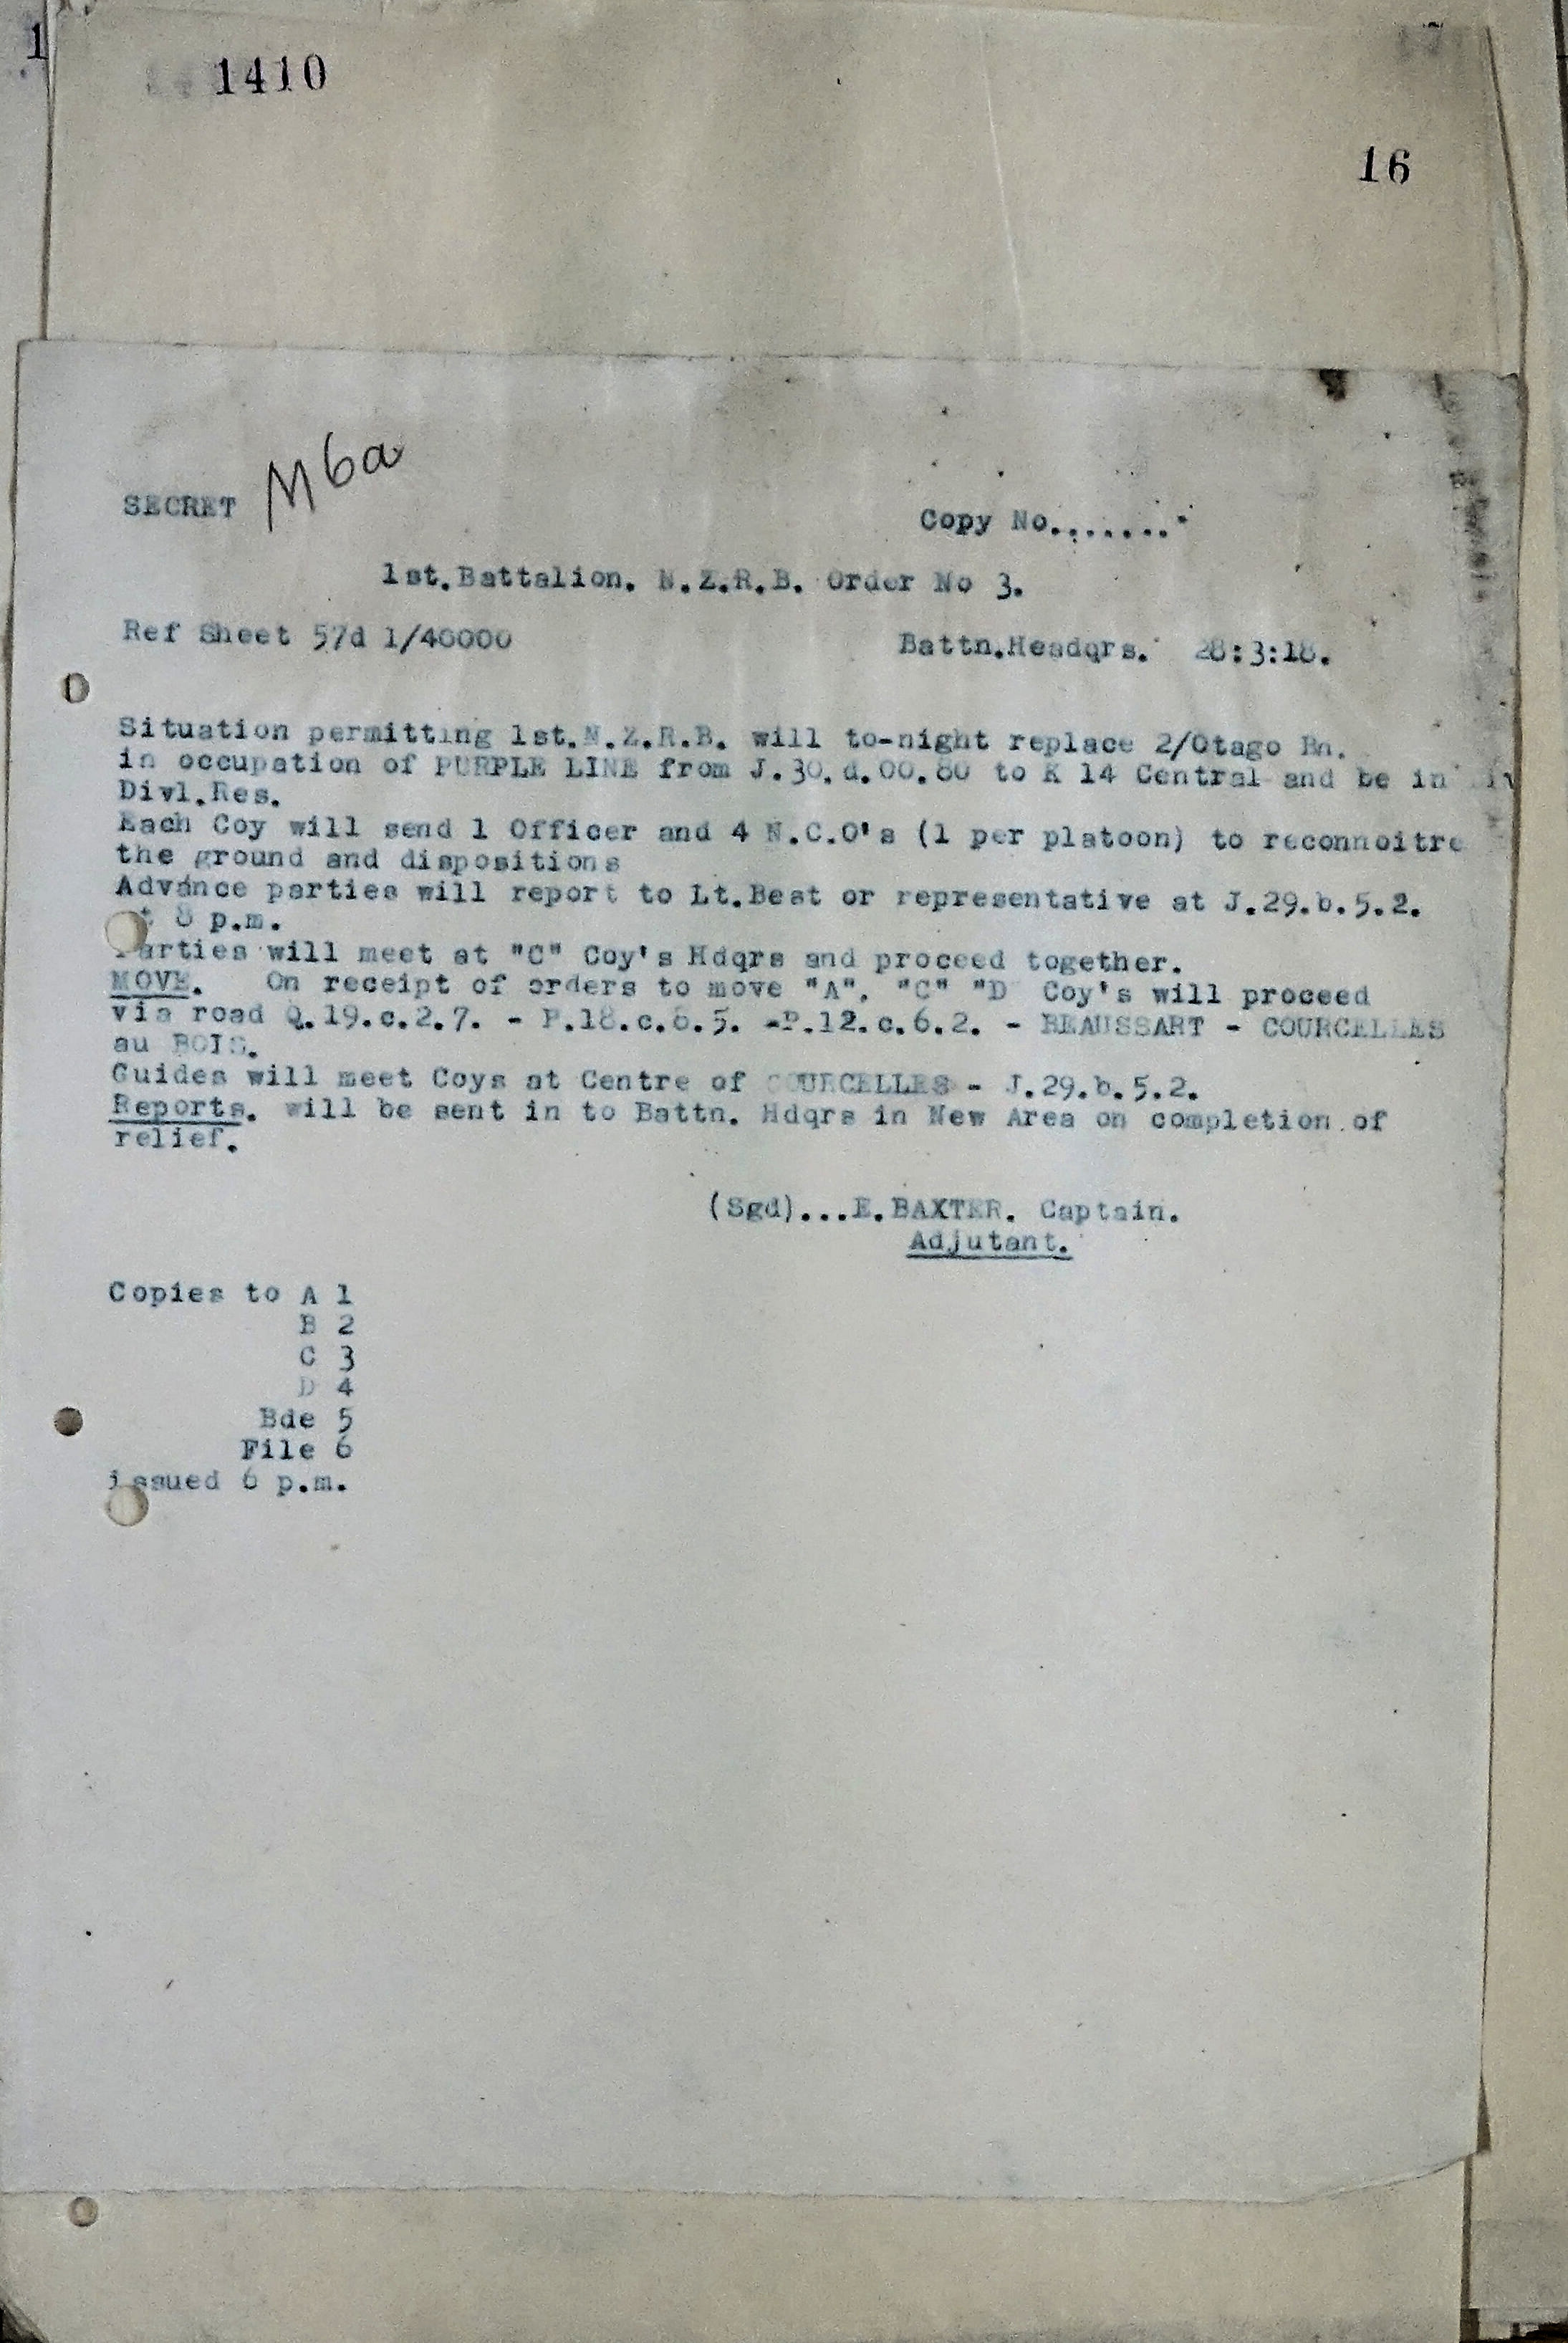 1410
16
SECRET M6a
Copy No........
1st.Battalion. N.Z.R.B. Order No 3.
Ref Sheet 57d 1/40000
Battn.Headqrs. 28:3:18.
Situation permitting 1st.N.Z.R.B. will to-night replace 2/Otago Bn.
in occupation of PURPLE LINE from J.30.d.00.80 to K 14 Central and be in
Divl.Res.
Each Coy will send 1 Officer and 4 N.C.O's (1 per platoon) to reconnoitre
the ground and dispositions
Advance parties will report to Lt.Best or representative at J.29.b.5.2.
8 p.m.
Parties will meet at "C" Coy's Hdqrs and proceed together.
MOVE. On receipt of orders to move "A". "C" "D Coy's will proceed
via road Q.19.c.2.7. - P.18.c.8.5. -P.12.c.6.2. - BEAUSSART - COURCELLES
au BOIS.
Guides will meet Coys at Centre of COURCELLES - J.29.b.5.2.
Reports. will be sent in to Battn. Hdqrs in New Area on completion of
relief.
(Sgd)...E.BAXTER. Captain.
Adjutant.
Copies to A 1
B 2
C 3
D 4
Bde 5
File 6
issued 6 p.m.